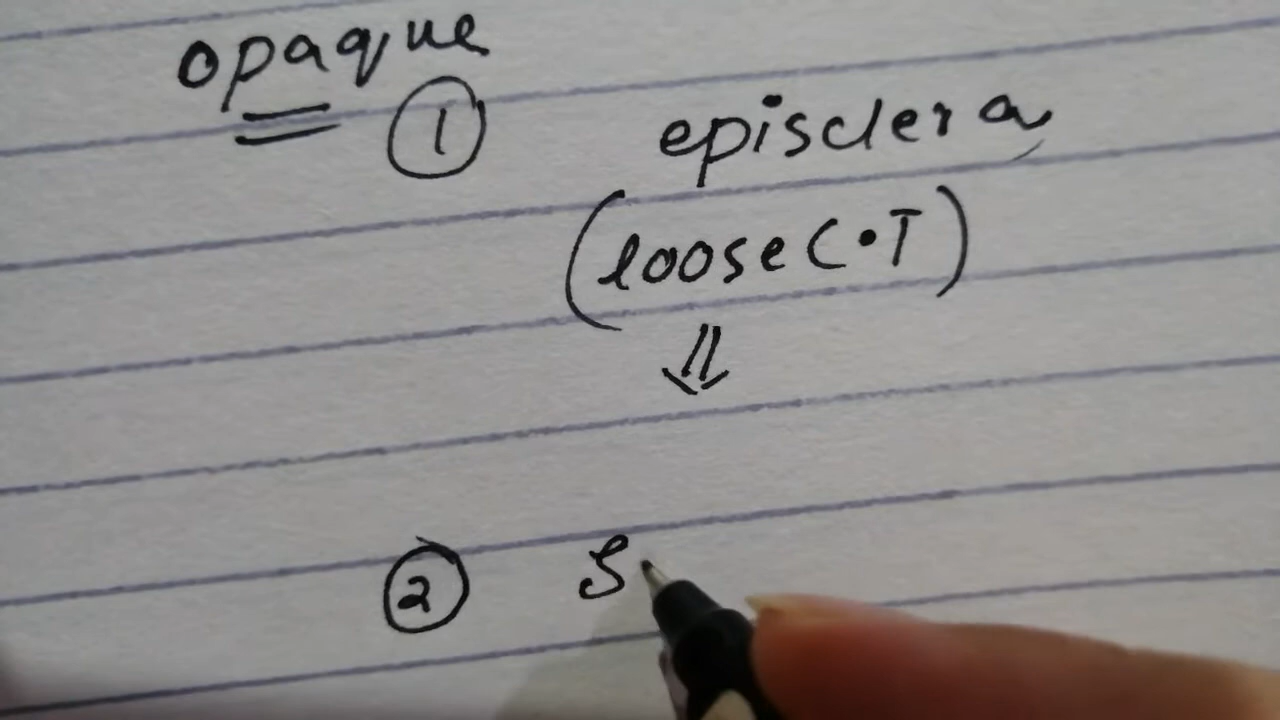 opaque
① episclera
(loose C.T)
⇓
② S